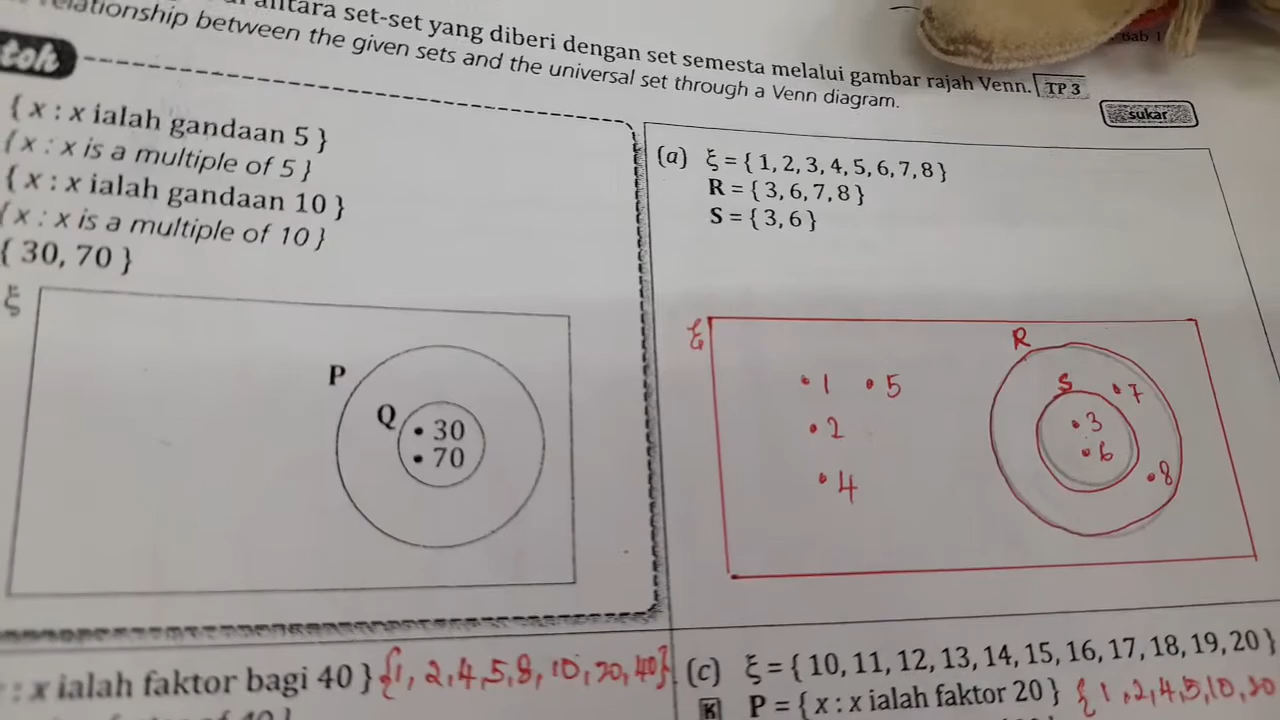 antara set-set yang diberi dengan set semesta melalui gambar rajah Venn. TP 3
relationship between the given sets and the universal set through a Venn diagram.
Bab 1
toh
sukar
{ x : x ialah gandaan 5 }
{ x : x is a multiple of 5 }
{ x : x ialah gandaan 10 }
{ x : x is a multiple of 10 }
{ 30, 70 }
ξ
P
Q
• 30
• 70
(a) ξ = { 1, 2, 3, 4, 5, 6, 7, 8 }
R = { 3, 6, 7, 8 }
S = { 3, 6 }
ξ
R
S
• 1 • 5
• 2
• 4
• 7
• 3
• 6
• 8
: x ialah faktor bagi 40 } {1, 2, 4, 5, 8, 10, 20, 40}
(c) ξ = { 10, 11, 12, 13, 14, 15, 16, 17, 18, 19, 20 }
K P = { x : x ialah faktor 20 } { 1, 2, 4, 5, 10, 20